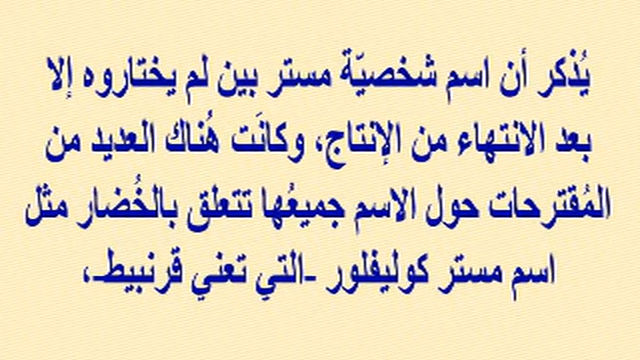 يُذكر أن اسم شخصيّة مستر بين لم يختاروه إلا
بعد الانتهاء من الإنتاج، وكانَت هُناك العديد من
المُقترحات حول الاسم جميعُها تتعلق بالخُضار مثل
اسم مستر كوليفلور -التي تعني قرنبيط-،